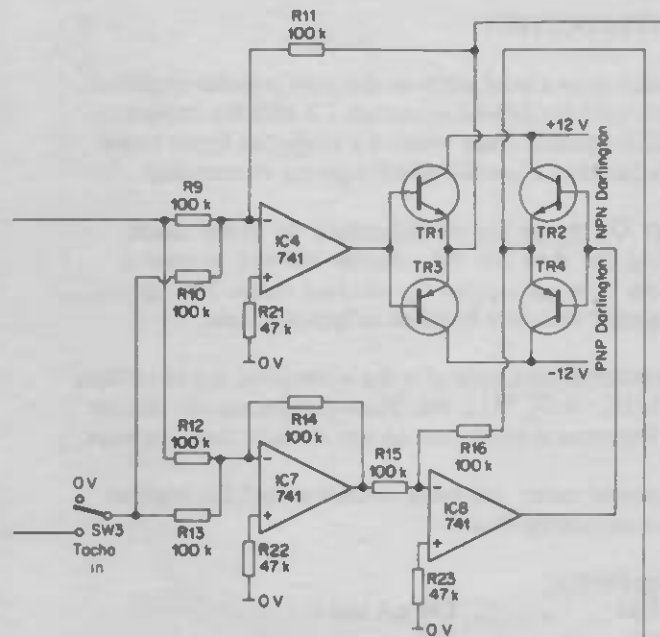 R11
100 k
+12 V
R9
100 k
NPN Darlington
−
IC4
741
+
TR1
TR2
R10
100 k
TR3
TR4
R21
47 k
PNP Darlington
0 V
−12 V
R14
100 k
R12
100 k
R15
100 k
R16
100 k
−
IC7
741
+
−
IC8
741
+
0 V
SW3
Tacho
in
R13
100 k
R22
47 k
R23
47 k
0 V
0 V